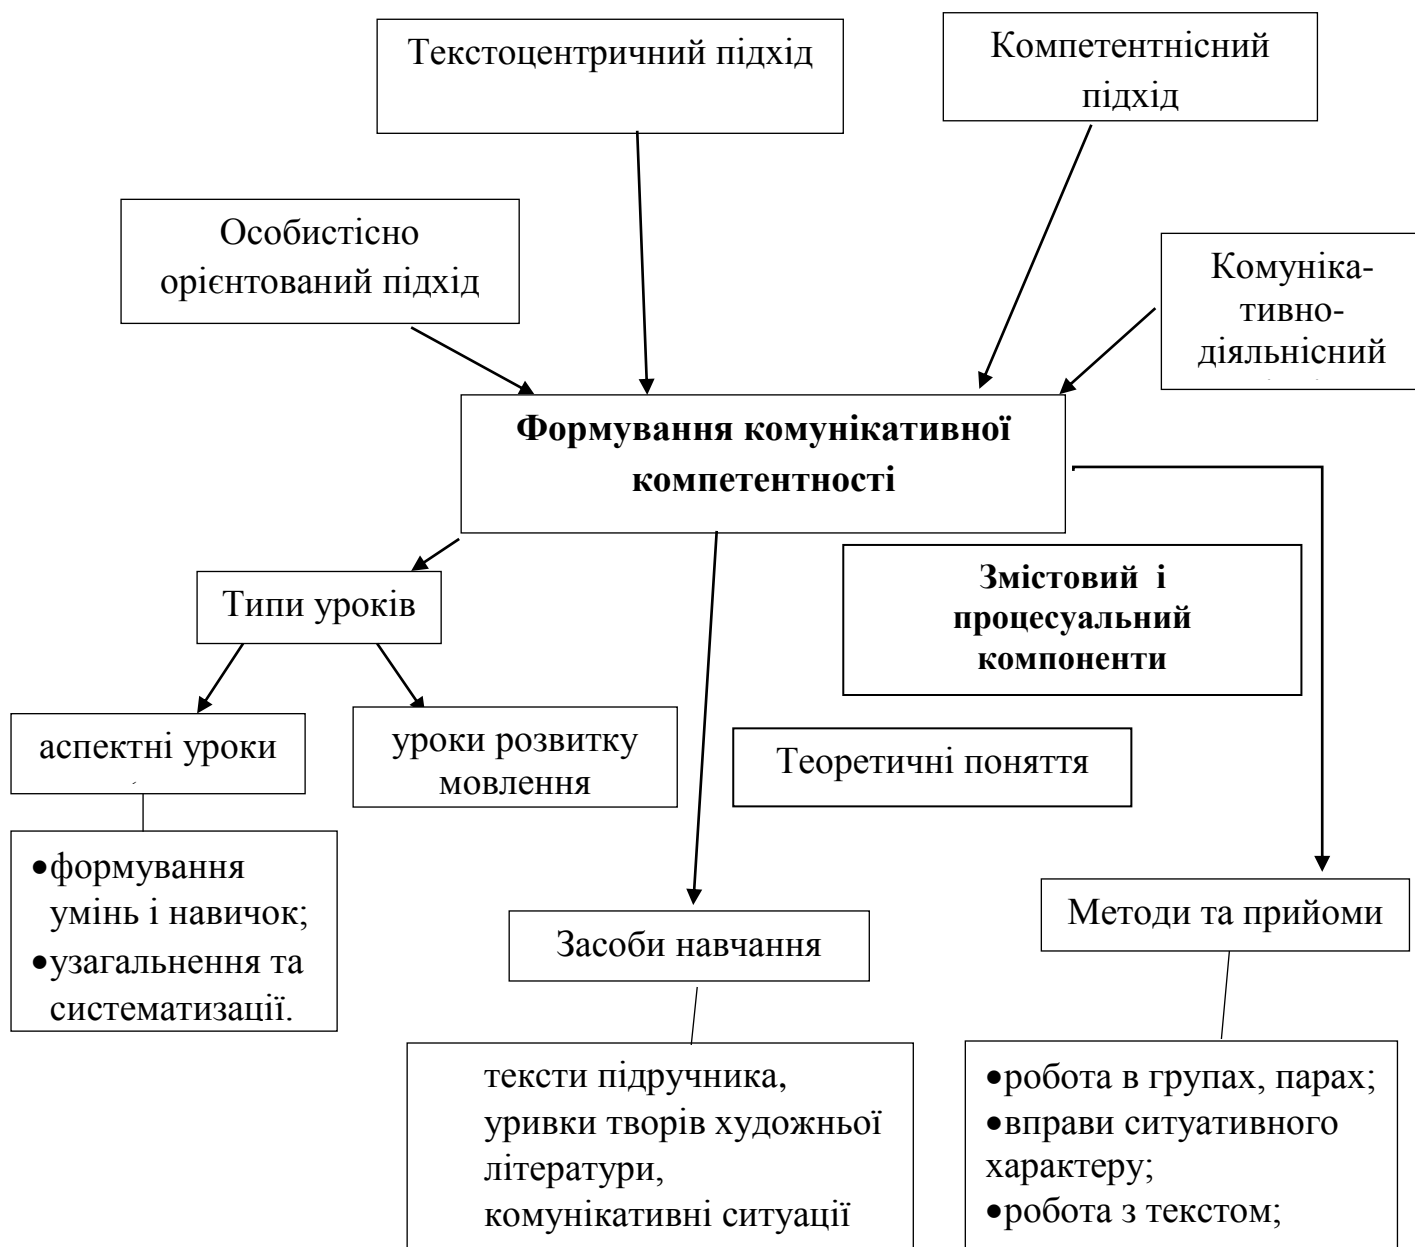 Текстоцентричний підхід
Компетентнісний
підхід
Особистісно
орієнтований підхід
Комуніка-
тивно-
діяльнісний
Формування комунікативної
компетентності
Змістовий і
процесуальний
компоненти
Типи уроків
аспектні уроки
уроки розвитку
мовлення
Теоретичні поняття
•формування
умінь і навичок;
•узагальнення та
систематизації.
Засоби навчання
Методи та прийоми
тексти підручника,
уривки творів художньої
літератури,
комунікативні ситуації
•робота в групах, парах;
•вправи ситуативного
характеру;
•робота з текстом;